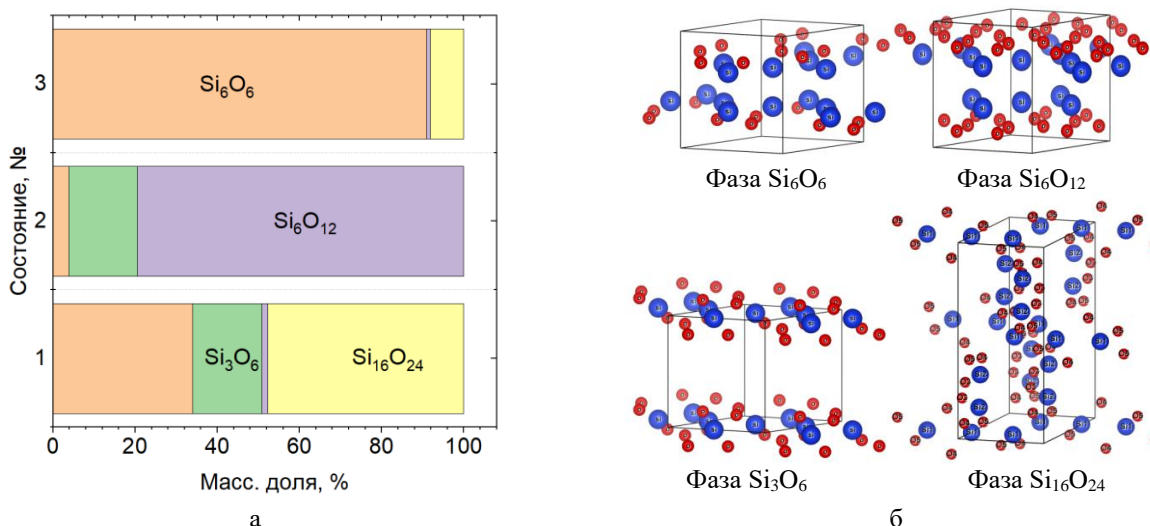 Состояние, №
3
2
1
Si₆O₆
Si₆O₁₂
Si₃O₆
Si₁₆O₂₄
0 20 40 60 80 100
Масс. доля, %
а
Фаза Si₆O₆ Фаза Si₆O₁₂
Фаза Si₃O₆ Фаза Si₁₆O₂₄
б